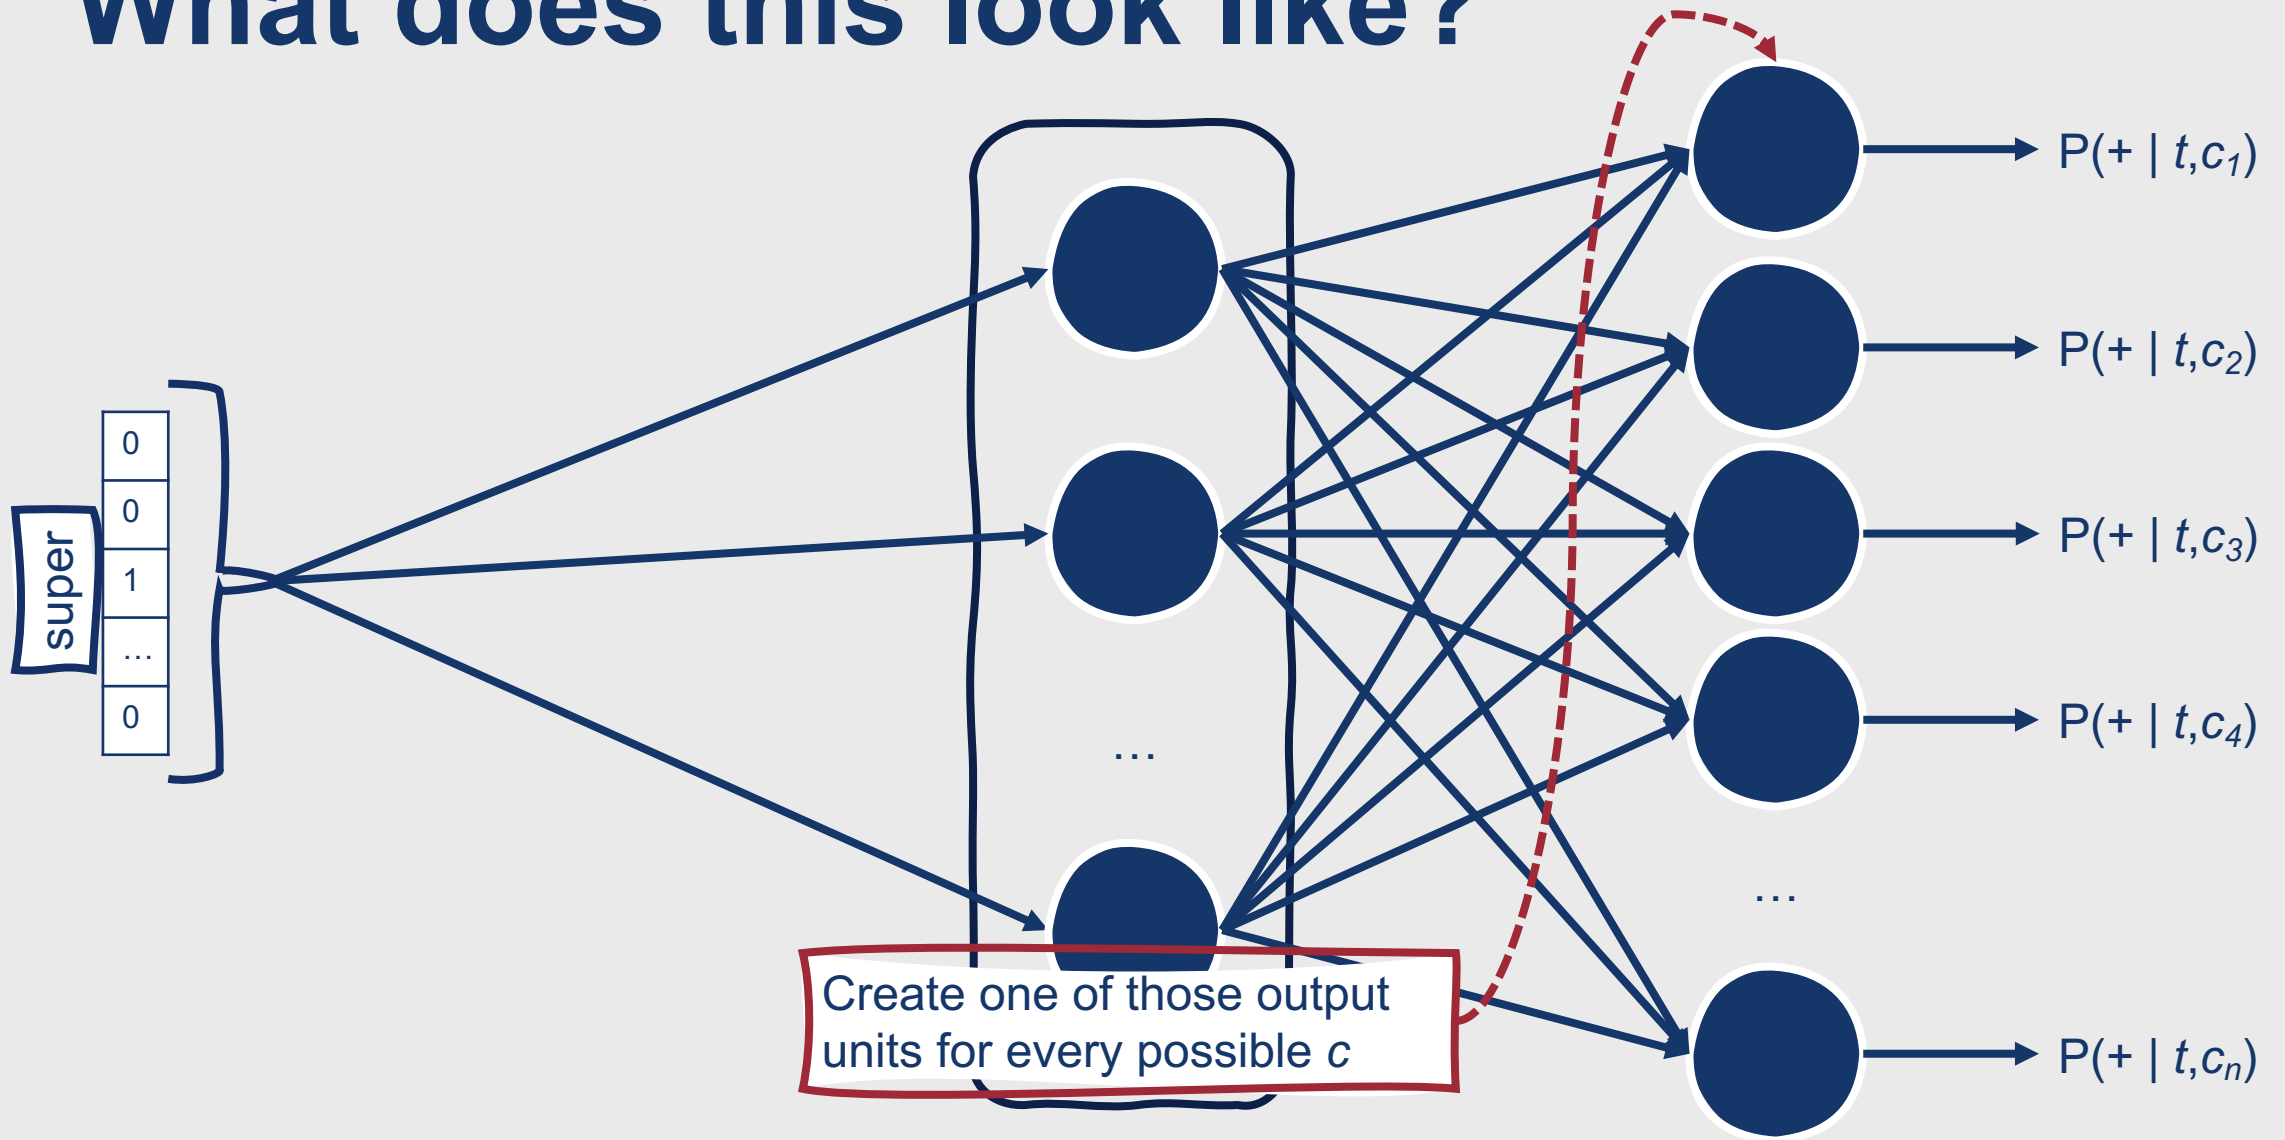 What does this look like?
super
0
0
1
…
0
…
Create one of those output
units for every possible c
P(+ | t,c1)
P(+ | t,c2)
P(+ | t,c3)
P(+ | t,c4)
…
P(+ | t,cn)